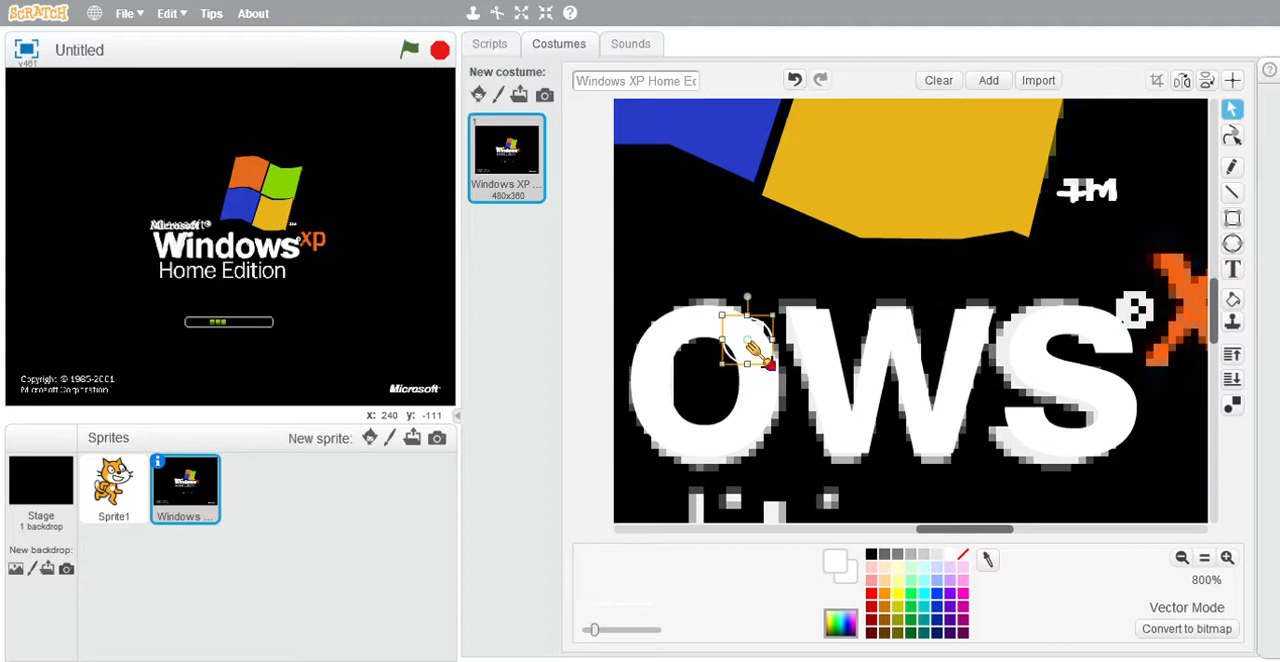 SCRATCH File Edit Tips About
Untitled
v461
Microsoft®
Windows xp
Home Edition
Copyright © 1985-2001
Microsoft Corporation
Microsoft
x: 240 y: -111
Sprites New sprite:
Stage
1 backdrop
New backdrop:
Sprite1
Windows ...
Scripts Costumes Sounds
New costume:
1
Windows XP ...
480x360
Windows XP Home Ec
Clear Add Import
TM
ows
T
800%
Vector Mode
Convert to bitmap